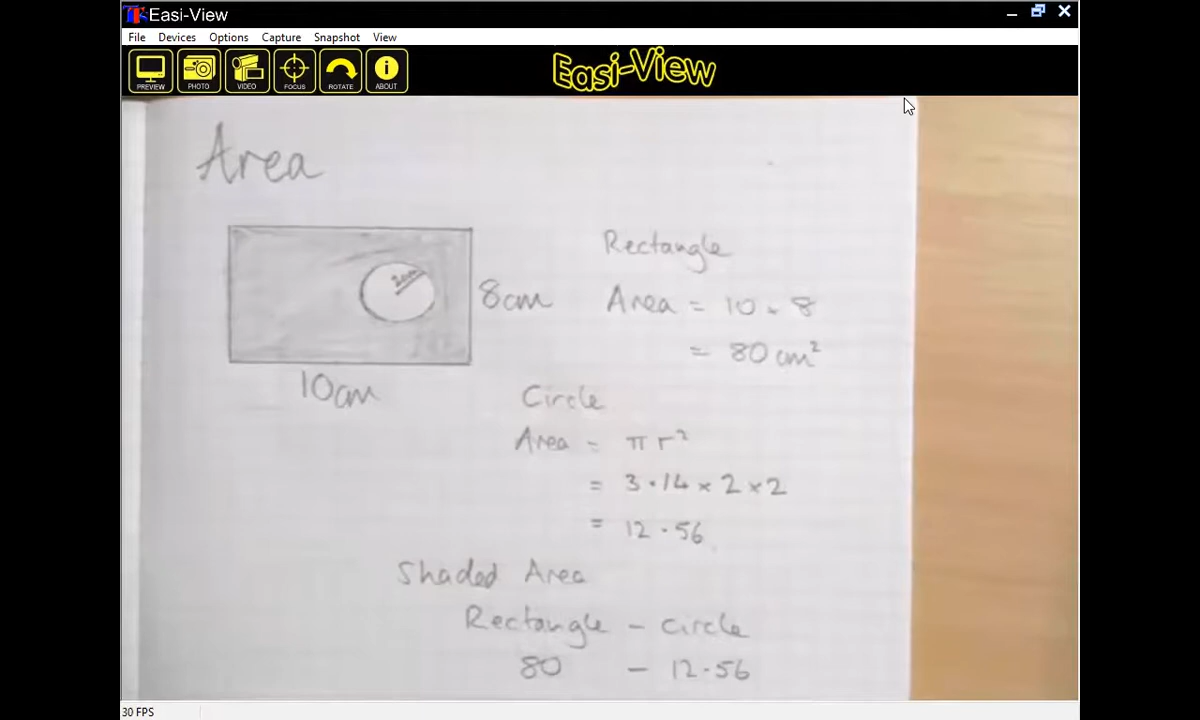 Easi-View
File Devices Options Capture Snapshot View
PREVIEW PHOTO VIDEO FOCUS ROTATE ABOUT
Easi-View
Area
2cm
8cm
10cm
Rectangle
Area = 10 × 8
= 80 cm²
Circle
Area = π r²
= 3.14 × 2 × 2
= 12.56
Shaded Area
Rectangle - circle
80 - 12.56
30 FPS